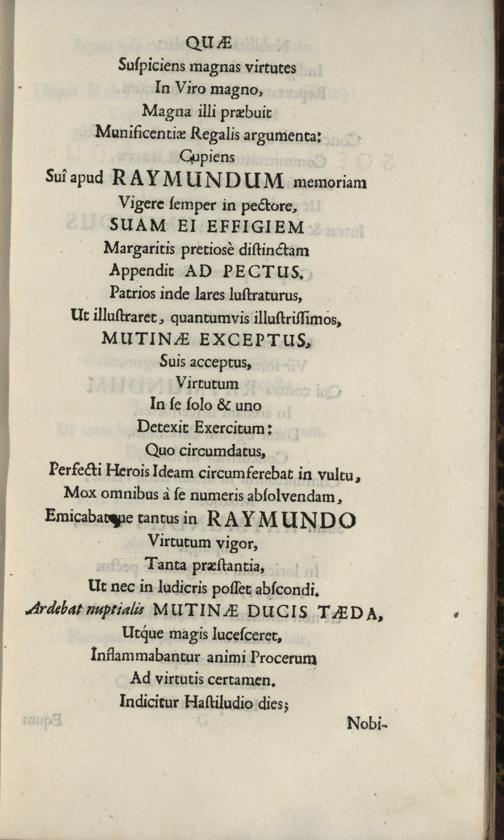 QUÆ
Suſpiciens magnas virtutes
In Viro magno,
Magna illi præbuit
Munificentiæ Regalis argumenta:
Cupiens
Suî apud RAYMUNDUM memoriam
Vigere ſemper in pectore,
SUAM EI EFFIGIEM
Margaritis pretiosè diſtinctam
Appendit AD PECTUS.
Patrios inde lares luſtraturus,
Ut illuſtraret, quantumvis illuſtriſſimos,
MUTINÆ EXCEPTUS,
Suis acceptus,
Virtutum
In ſe ſolo & uno
Detexit Exercitum:
Quo circumdatus,
Perfecti Herois Ideam circumferebat in vultu,
Mox omnibus à ſe numeris abſolvendam,
Emicabatque tantus in RAYMUNDO
Virtutum vigor,
Tanta præſtantia,
Ut nec in ludicris poſſet abſcondi.
Ardebat nuptialis MUTINÆ DUCIS TÆDA,
Utq́ue magis luceſceret,
Inflammabantur animi Procerum
Ad virtutis certamen.
Indicitur Haſtiludio dies;
Nobi-